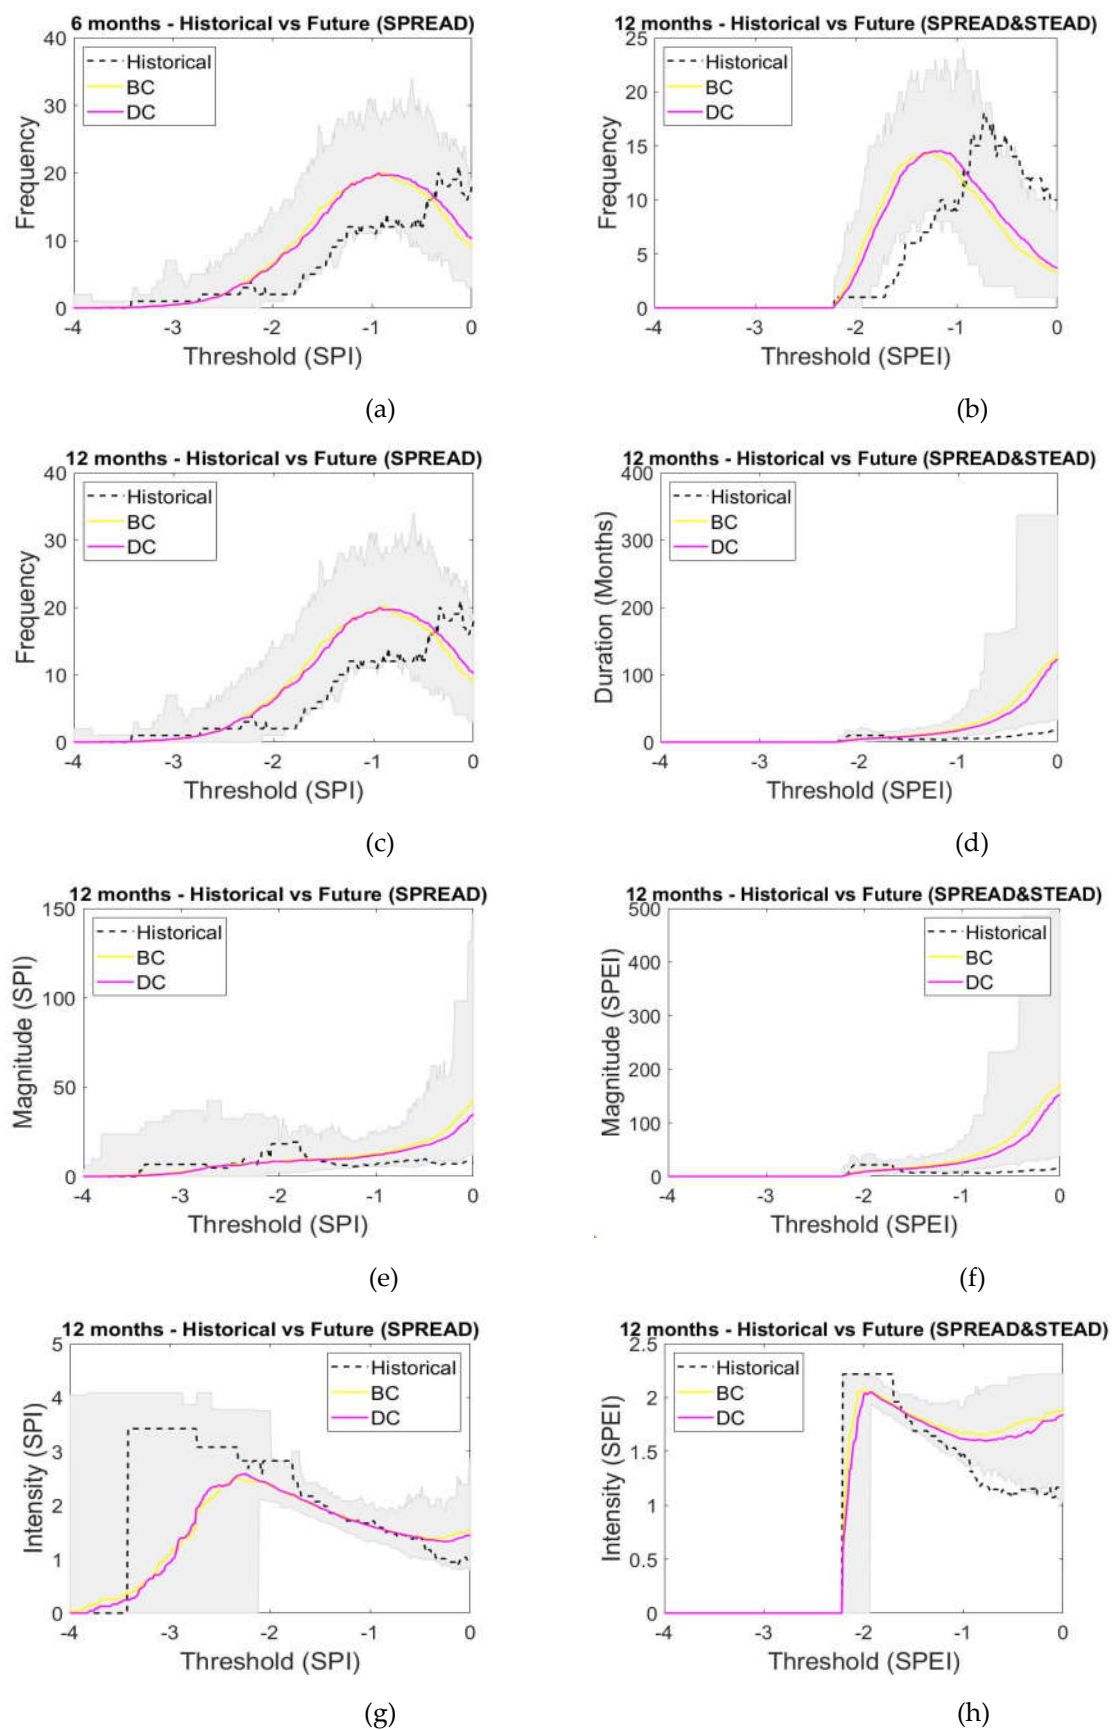 6 months - Historical vs Future (SPREAD)
40
30
20
10
0
Frequency
Historical
BC
DC
-4
-3
-2
-1
0
Threshold (SPI)
(a)
12 months - Historical vs Future (SPREAD&STEAD)
25
20
15
10
5
0
Frequency
Historical
BC
DC
-4
-3
-2
-1
0
Threshold (SPEI)
(b)
12 months - Historical vs Future (SPREAD)
40
30
20
10
0
Frequency
Historical
BC
DC
-4
-3
-2
-1
0
Threshold (SPI)
(c)
12 months - Historical vs Future (SPREAD&STEAD)
400
300
200
100
0
Duration (Months)
Historical
BC
DC
-4
-3
-2
-1
0
Threshold (SPEI)
(d)
12 months - Historical vs Future (SPREAD)
150
100
50
0
Magnitude (SPI)
Historical
BC
DC
-4
-3
-2
-1
0
Threshold (SPI)
(e)
12 months - Historical vs Future (SPREAD&STEAD)
500
400
300
200
100
0
Magnitude (SPEI)
Historical
BC
DC
-4
-3
-2
-1
0
Threshold (SPEI)
(f)
12 months - Historical vs Future (SPREAD)
5
4
3
2
1
0
Intensity (SPI)
Historical
BC
DC
-4
-3
-2
-1
0
Threshold (SPI)
(g)
12 months - Historical vs Future (SPREAD&STEAD)
2.5
2
1.5
1
0.5
0
Intensity (SPEI)
Historical
BC
DC
-4
-3
-2
-1
0
Threshold (SPEI)
(h)